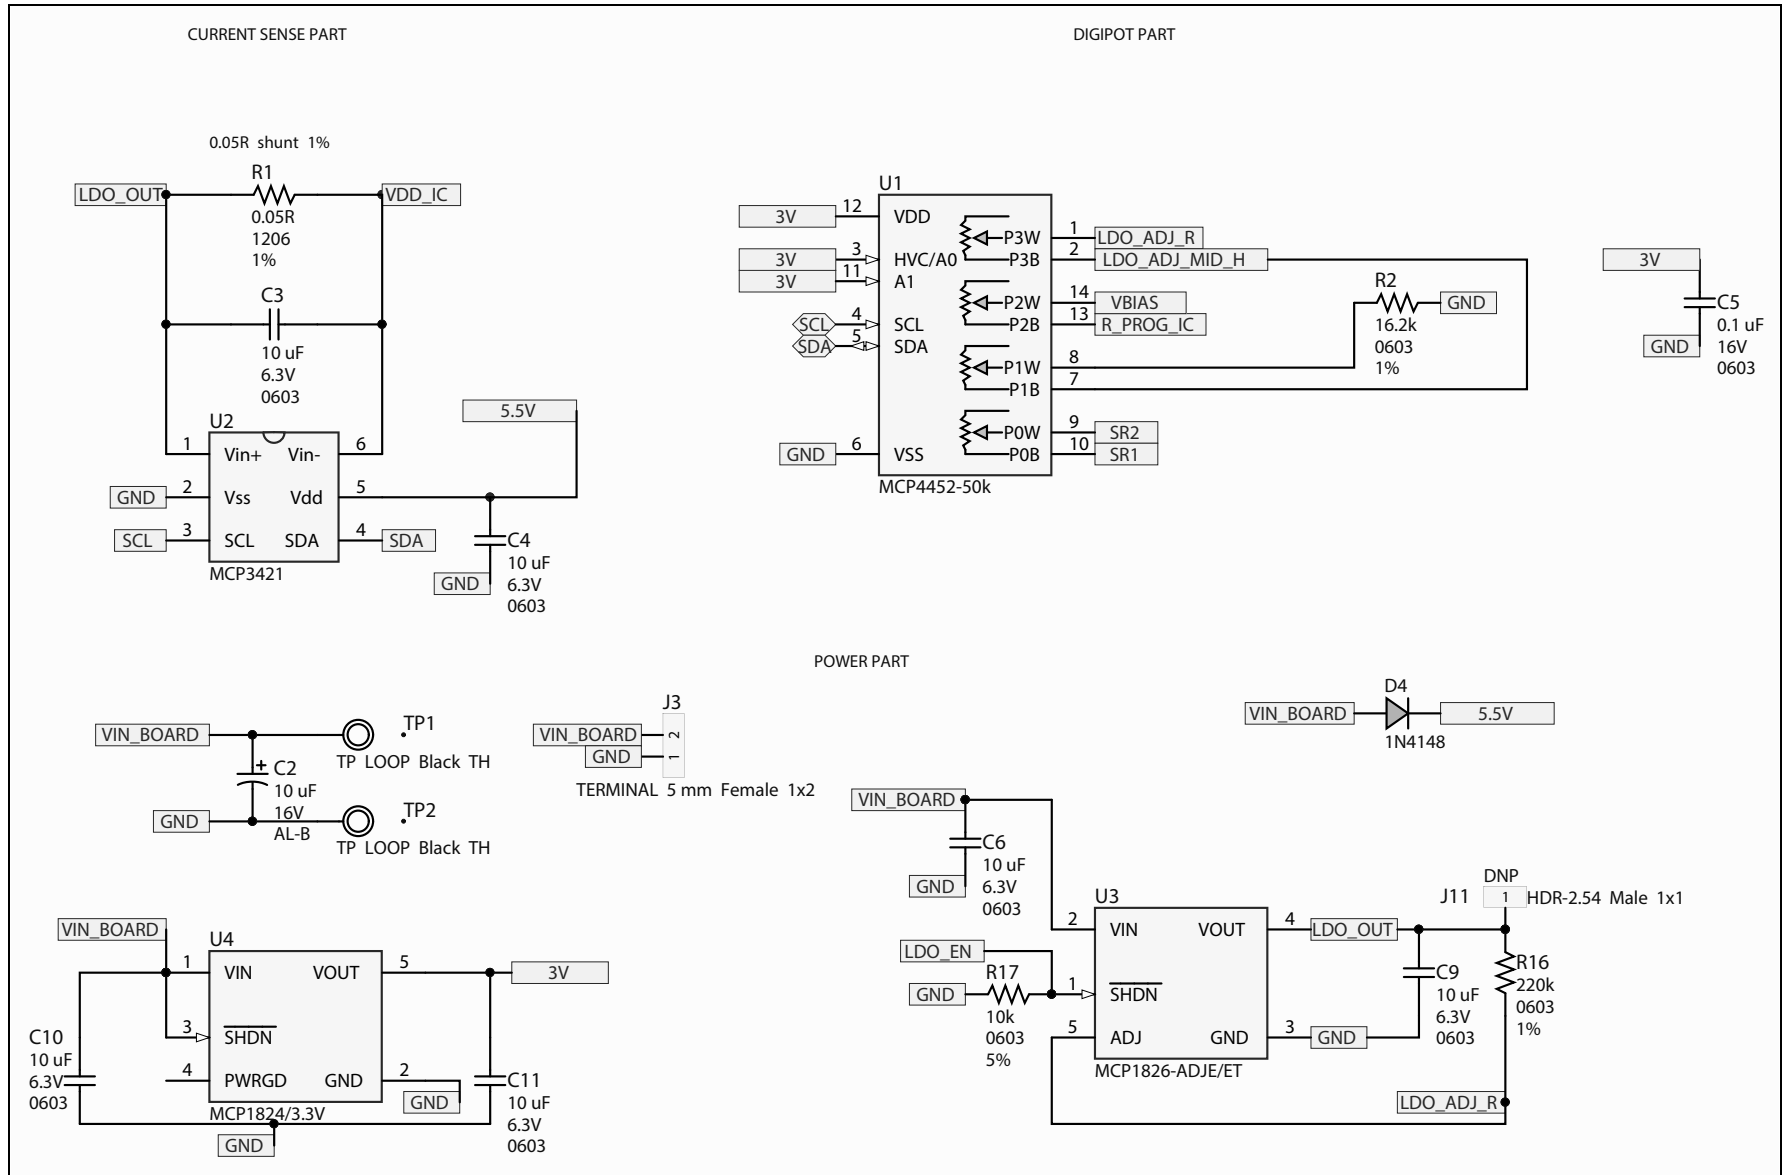 CURRENT SENSE PART
0.05R shunt 1%
R1
LDO_OUT
VDD_IC
0.05R
1206
1%
C3
10 uF
6.3V
0603
U2
1 Vin+ Vin- 6
GND 2 Vss Vdd 5
SCL 3 SCL SDA 4 SDA
MCP3421
5.5V
C4
10 uF
6.3V
0603
GND
DIGIPOT PART
U1
3V 12 VDD
3V 3 HVC/A0
3V 11 A1
SCL 4 SCL
SDA 5 SDA
GND 6 VSS
P3W 1 LDO_ADJ_R
P3B 2 LDO_ADJ_MID_H
P2W 14 VBIAS
P2B 13 R_PROG_IC
P1W 8
P1B 7
P0W 9 SR2
P0B 10 SR1
MCP4452-50k
R2
GND
16.2k
0603
1%
3V
C5
0.1 uF
16V
0603
GND
POWER PART
VIN_BOARD
TP1
TP LOOP Black TH
C2
10 uF
16V
AL-B
GND
TP2
TP LOOP Black TH
J3
VIN_BOARD 2
GND 1
TERMINAL 5 mm Female 1x2
D4
VIN_BOARD
5.5V
1N4148
VIN_BOARD
U4
1 VIN VOUT 5 3V
3 SHDN
4 PWRGD GND 2
GND
MCP1824/3.3V
GND
C10
10 uF
6.3V
0603
C11
10 uF
6.3V
0603
VIN_BOARD
C6
10 uF
6.3V
0603
GND
U3
2 VIN VOUT 4 LDO_OUT
LDO_EN
GND
R17
10k
0603
5%
1 SHDN
5 ADJ GND 3 GND
MCP1826-ADJE/ET
DNP
J11 1 HDR-2.54 Male 1x1
C9
10 uF
6.3V
0603
R16
220k
0603
1%
LDO_ADJ_R